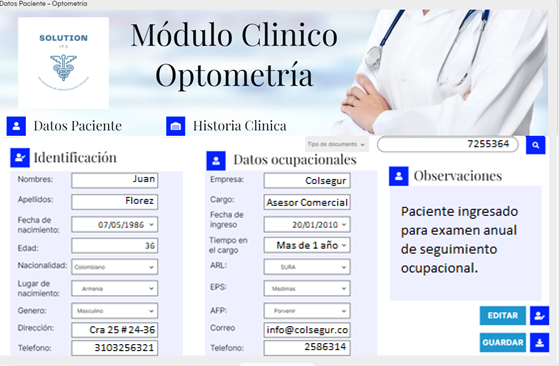 Datos Paciente - Optometría
SOLUTION
IPS
Módulo Clinico
Optometría
Datos Paciente
Historia Clinica
Tipo de documento
7255364
Identificación
Nombres: Juan
Apellidos: Florez
Fecha de nacimiento: 07/05/1986
Edad: 36
Nacionalidad: Colombiano
Lugar de nacimiento: Armenia
Genero: Masculino
Dirección: Cra 25 # 24-36
Telefono: 3103256321
Datos ocupacionales
Empresa: Colsegur
Cargo: Asesor Comercial
Fecha de ingreso 20/01/2010
Tiempo en el cargo Mas de 1 año
ARL: SURA
EPS: Medimas
AFP: Porvenir
Correo info@colsegur.co
Telefono: 2586314
Observaciones
Paciente ingresado
para examen anual
de seguimiento
ocupacional.
EDITAR
GUARDAR